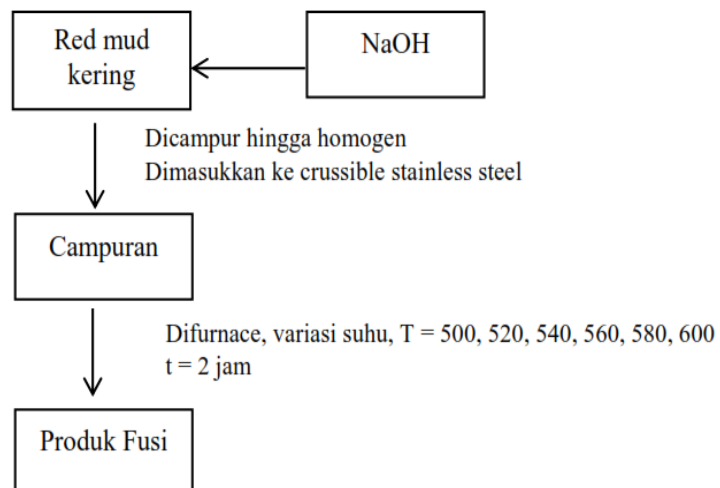 Red mud
kering
NaOH
Dicampur hingga homogen
Dimasukkan ke crussible stainless steel
Campuran
Difurnace, variasi suhu, T = 500, 520, 540, 560, 580, 600
t = 2 jam
Produk Fusi